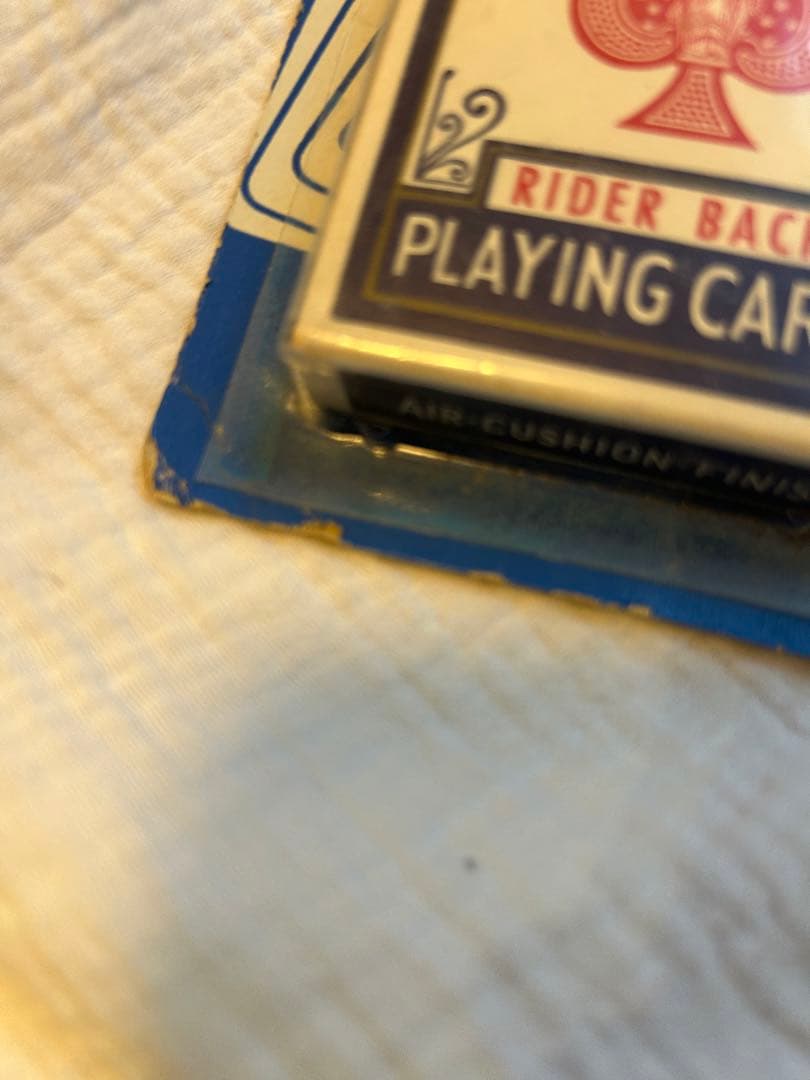 RIDER BACK
PLAYING CAR
AIR-CUSHION FINIS